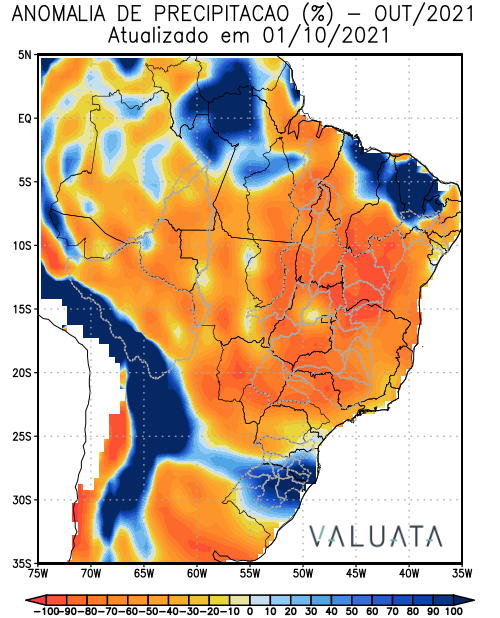 ANOMALIA DE PRECIPITACAO (%) – OUT/2021
Atualizado em 01/10/2021
5N
EQ
5S
10S
15S
20S
25S
30S
35S
VALUATA
75W 70W 65W 60W 55W 50W 45W 40W 35W
-100-90-80-70-60-50-40-30-20-10 0 10 20 30 40 50 60 70 80 90 100